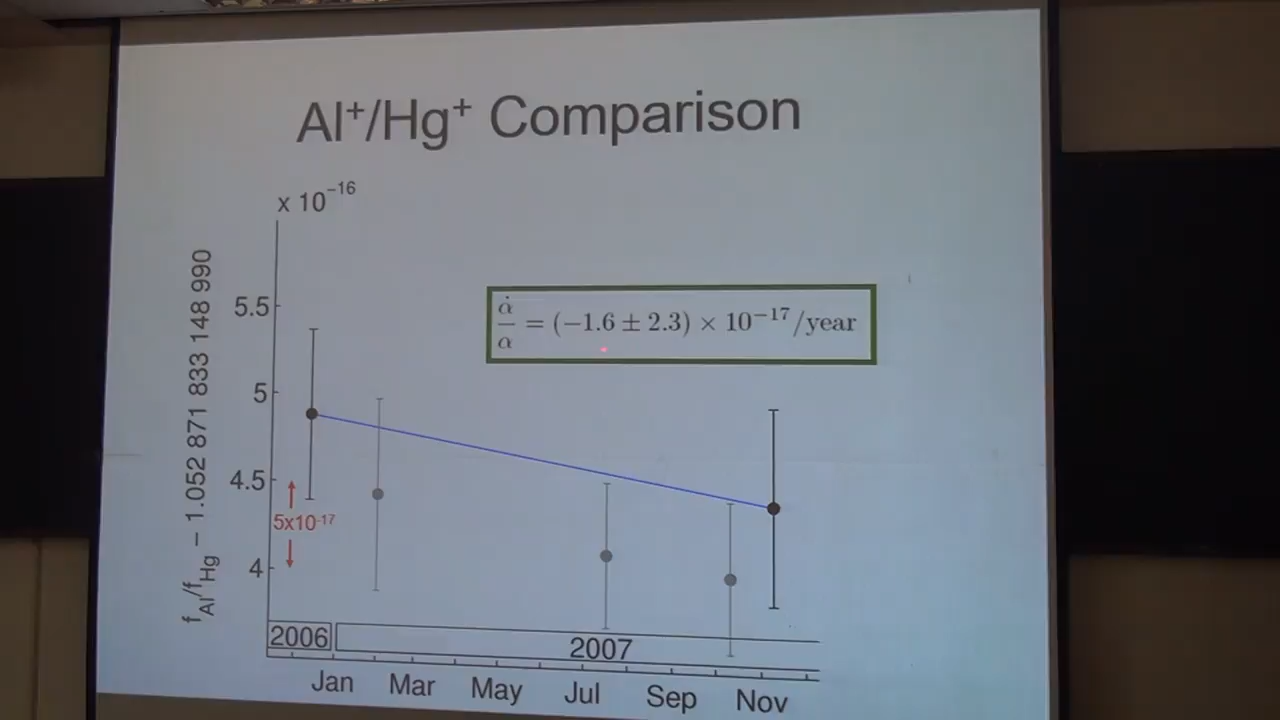 Al⁺/Hg⁺ Comparison
x 10⁻¹⁶
f_Al/f_Hg – 1.052 871 833 148 990
5.5
5
4.5
4
5x10⁻¹⁷
α̇/α = (−1.6 ± 2.3) × 10⁻¹⁷/year
2006
2007
Jan Mar May Jul Sep Nov